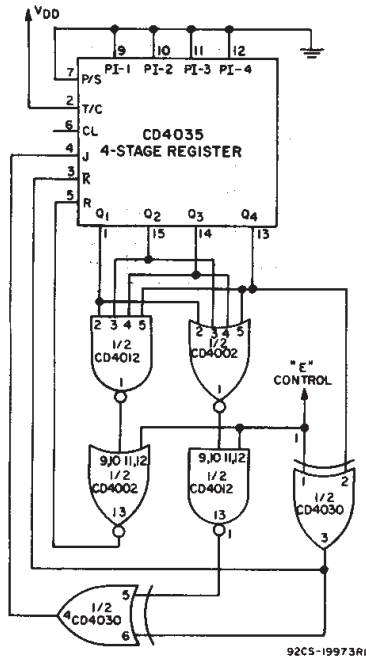 VDD
9 10 11 12
PI-1 PI-2 PI-3 PI-4
7 P/S
2 T/C
6 CL
4 J
3 K̅
5 R
CD4035
4-STAGE REGISTER
Q1 Q2 Q3 Q4
1 15 14 13
2 3 4 5
1/2
CD4012
1
2 3 4 5
1/2
CD4002
1
"E"
CONTROL
1
9,10 11,12
1/2
CD4002
13
9,10 11,12
1/2
CD4012
13
1
1 2
1/2
CD4030
3
4
1/2
CD4030
5
6
92CS-19973R1